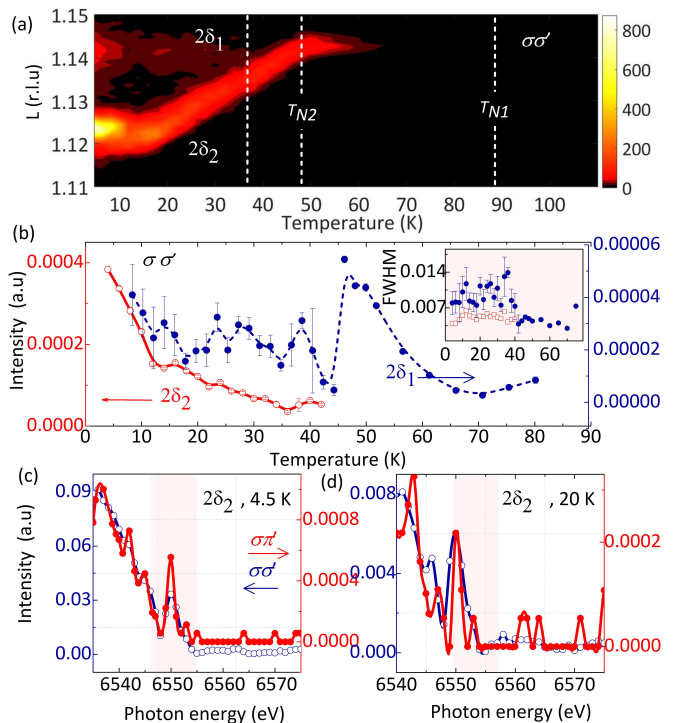 (a)
L (r.l.u)
1.15
1.14
1.13
1.12
1.11
2δ1
2δ2
TN2
TN1
σσ′
800
600
400
200
0
10 20 30 40 50 60 70 80 90 100
Temperature (K)
(b)
Intensity (a.u)
0.0004
0.0002
0.0000
σ σ′
2δ2
2δ1
FWHM
0.014
0.007
0 20 40 60 80
0.00006
0.00004
0.00002
0.00000
0 10 20 30 40 50 60 70 80 90
Temperature (K)
(c)
Intensity (a.u)
0.09
0.06
0.03
0.00
2δ2 , 4.5 K
σπ′
σσ′
0.0008
0.0004
0.0000
6540 6550 6560 6570
Photon energy (eV)
(d)
0.008
0.004
0.000
2δ2 , 20 K
0.0002
0.0000
6540 6550 6560 6570
Photon energy (eV)